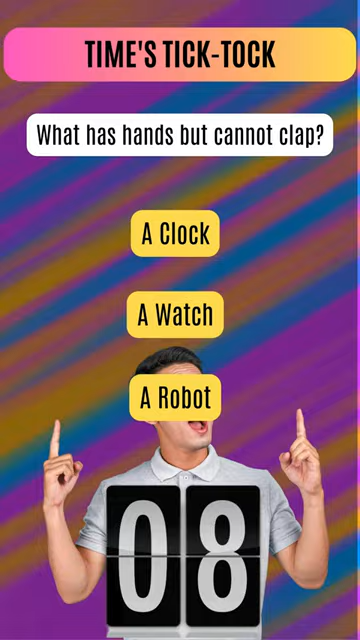 TIME'S TICK-TOCK
What has hands but cannot clap?
A Clock
A Watch
A Robot
08